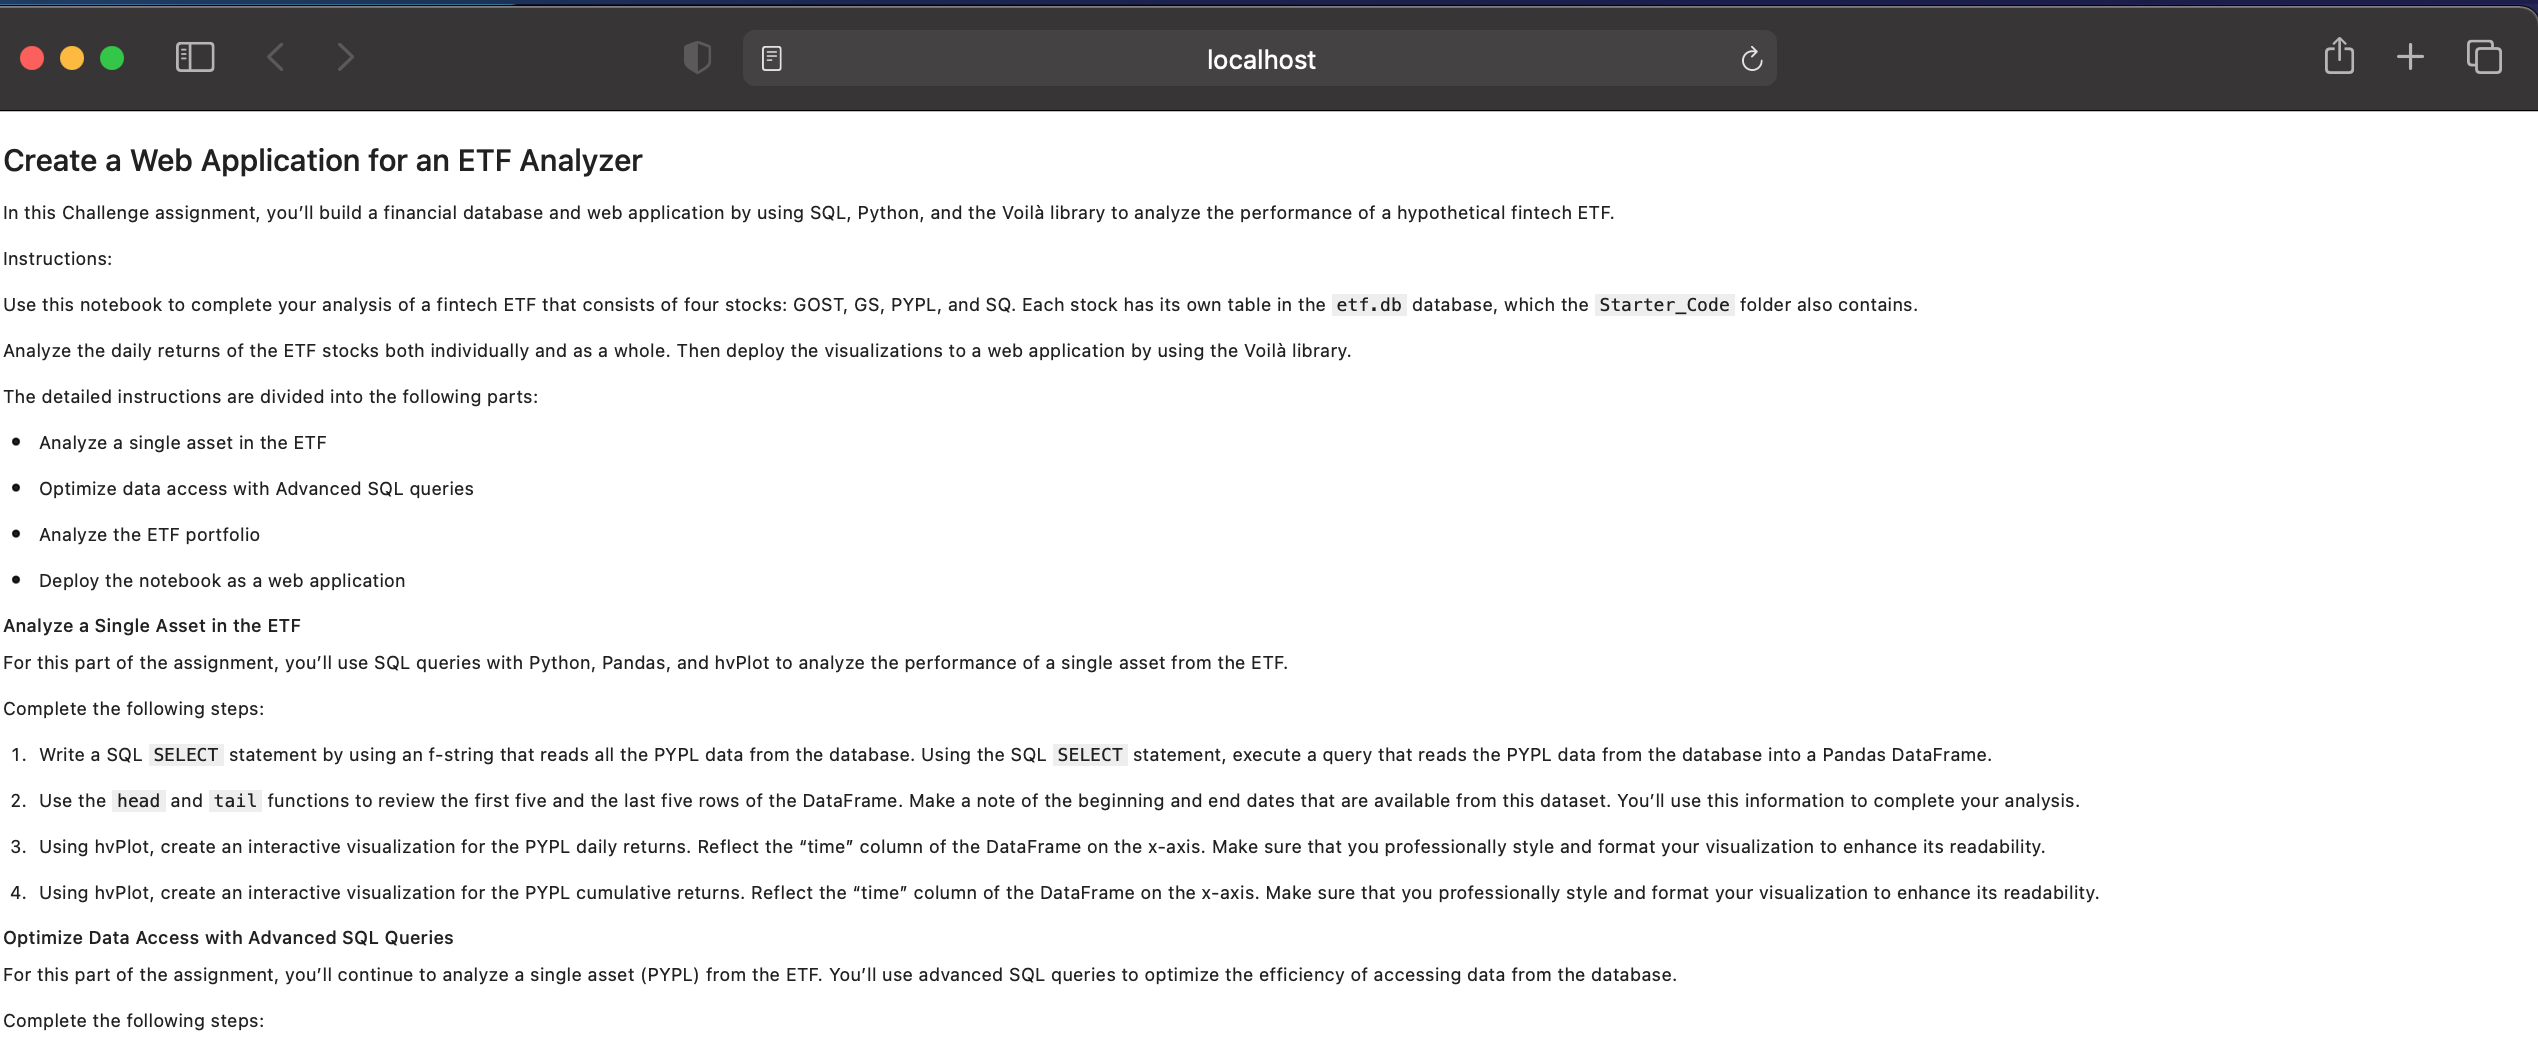 localhost
Create a Web Application for an ETF Analyzer
In this Challenge assignment, you’ll build a financial database and web application by using SQL, Python, and the Voilà library to analyze the performance of a hypothetical fintech ETF.
Instructions:
Use this notebook to complete your analysis of a fintech ETF that consists of four stocks: GOST, GS, PYPL, and SQ. Each stock has its own table in the etf.db database, which the Starter_Code folder also contains.
Analyze the daily returns of the ETF stocks both individually and as a whole. Then deploy the visualizations to a web application by using the Voilà library.
The detailed instructions are divided into the following parts:
• Analyze a single asset in the ETF
• Optimize data access with Advanced SQL queries
• Analyze the ETF portfolio
• Deploy the notebook as a web application
Analyze a Single Asset in the ETF
For this part of the assignment, you’ll use SQL queries with Python, Pandas, and hvPlot to analyze the performance of a single asset from the ETF.
Complete the following steps:
1. Write a SQL SELECT statement by using an f-string that reads all the PYPL data from the database. Using the SQL SELECT statement, execute a query that reads the PYPL data from the database into a Pandas DataFrame.
2. Use the head and tail functions to review the first five and the last five rows of the DataFrame. Make a note of the beginning and end dates that are available from this dataset. You’ll use this information to complete your analysis.
3. Using hvPlot, create an interactive visualization for the PYPL daily returns. Reflect the “time” column of the DataFrame on the x-axis. Make sure that you professionally style and format your visualization to enhance its readability.
4. Using hvPlot, create an interactive visualization for the PYPL cumulative returns. Reflect the “time” column of the DataFrame on the x-axis. Make sure that you professionally style and format your visualization to enhance its readability.
Optimize Data Access with Advanced SQL Queries
For this part of the assignment, you’ll continue to analyze a single asset (PYPL) from the ETF. You’ll use advanced SQL queries to optimize the efficiency of accessing data from the database.
Complete the following steps: